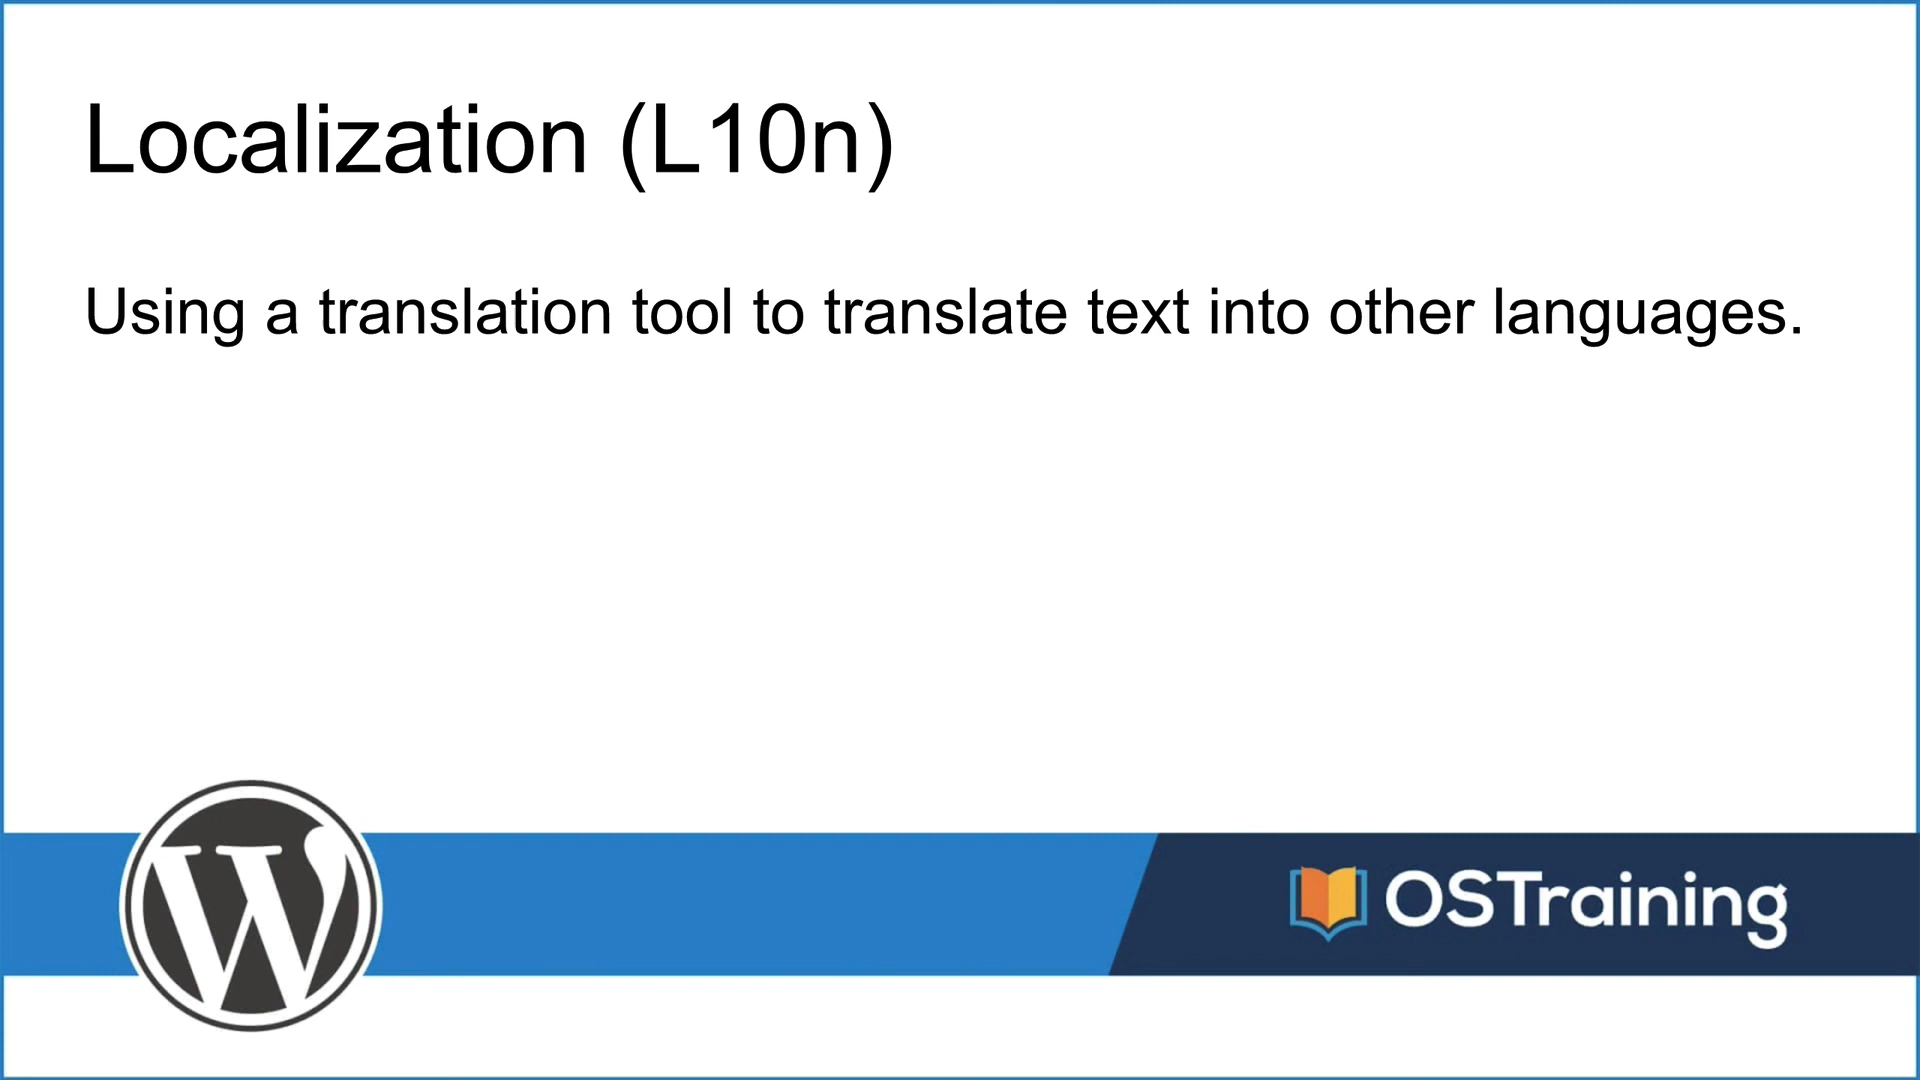 Localization (L10n)
Using a translation tool to translate text into other languages.
W
OSTraining